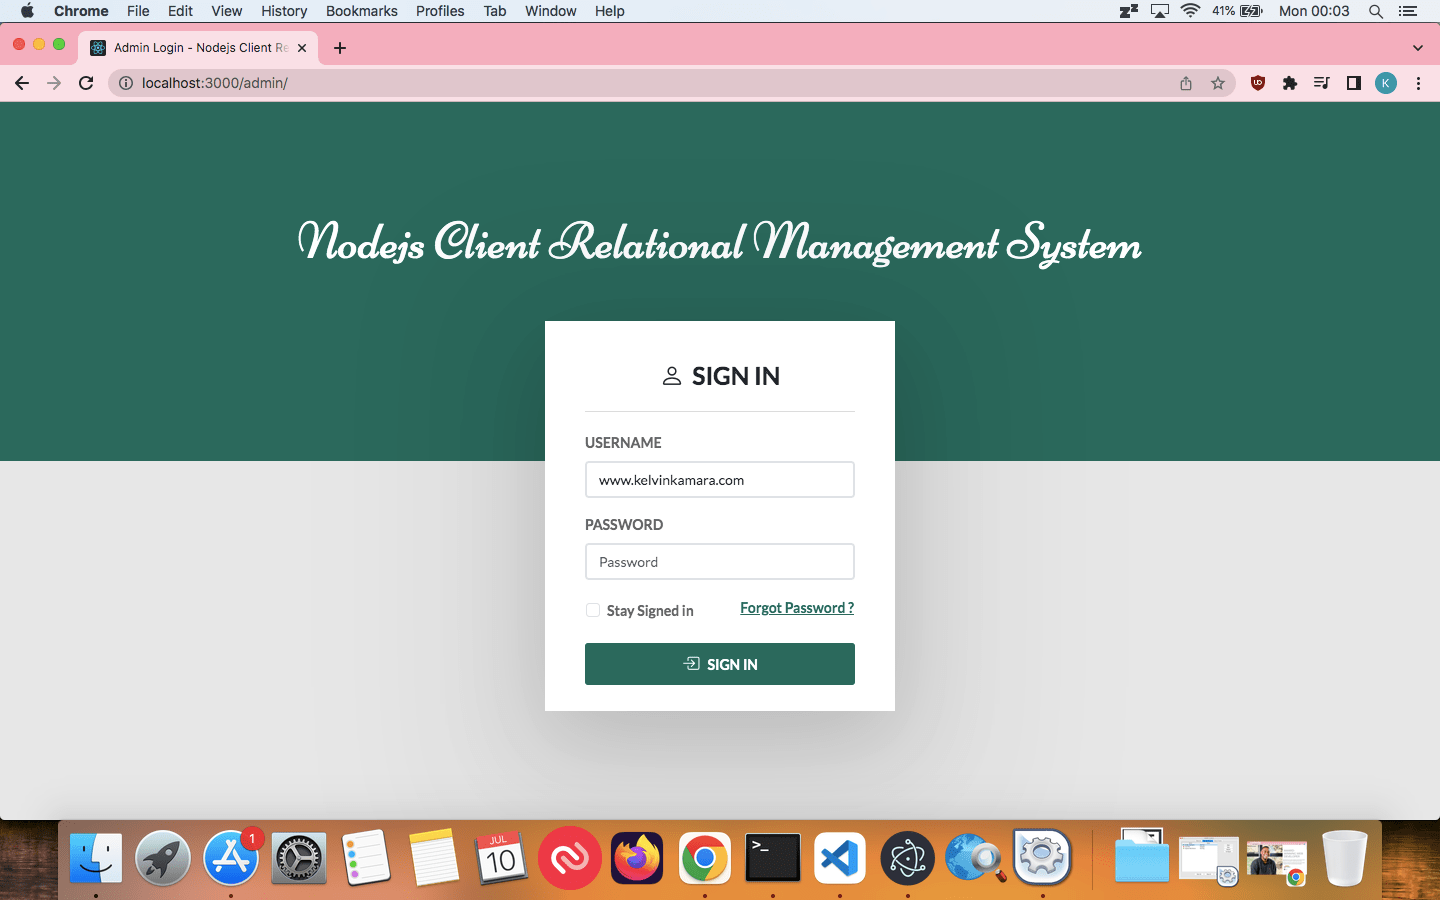 Chrome File Edit View History Bookmarks Profiles Tab Window Help 41% Mon 00:03
Admin Login - Nodejs Client Re
localhost:3000/admin/
K
Nodejs Client Relational Management System
SIGN IN
USERNAME
www.kelvinkamara.com
PASSWORD
Password
Stay Signed in Forgot Password ?
SIGN IN
1
JUL
10
>_